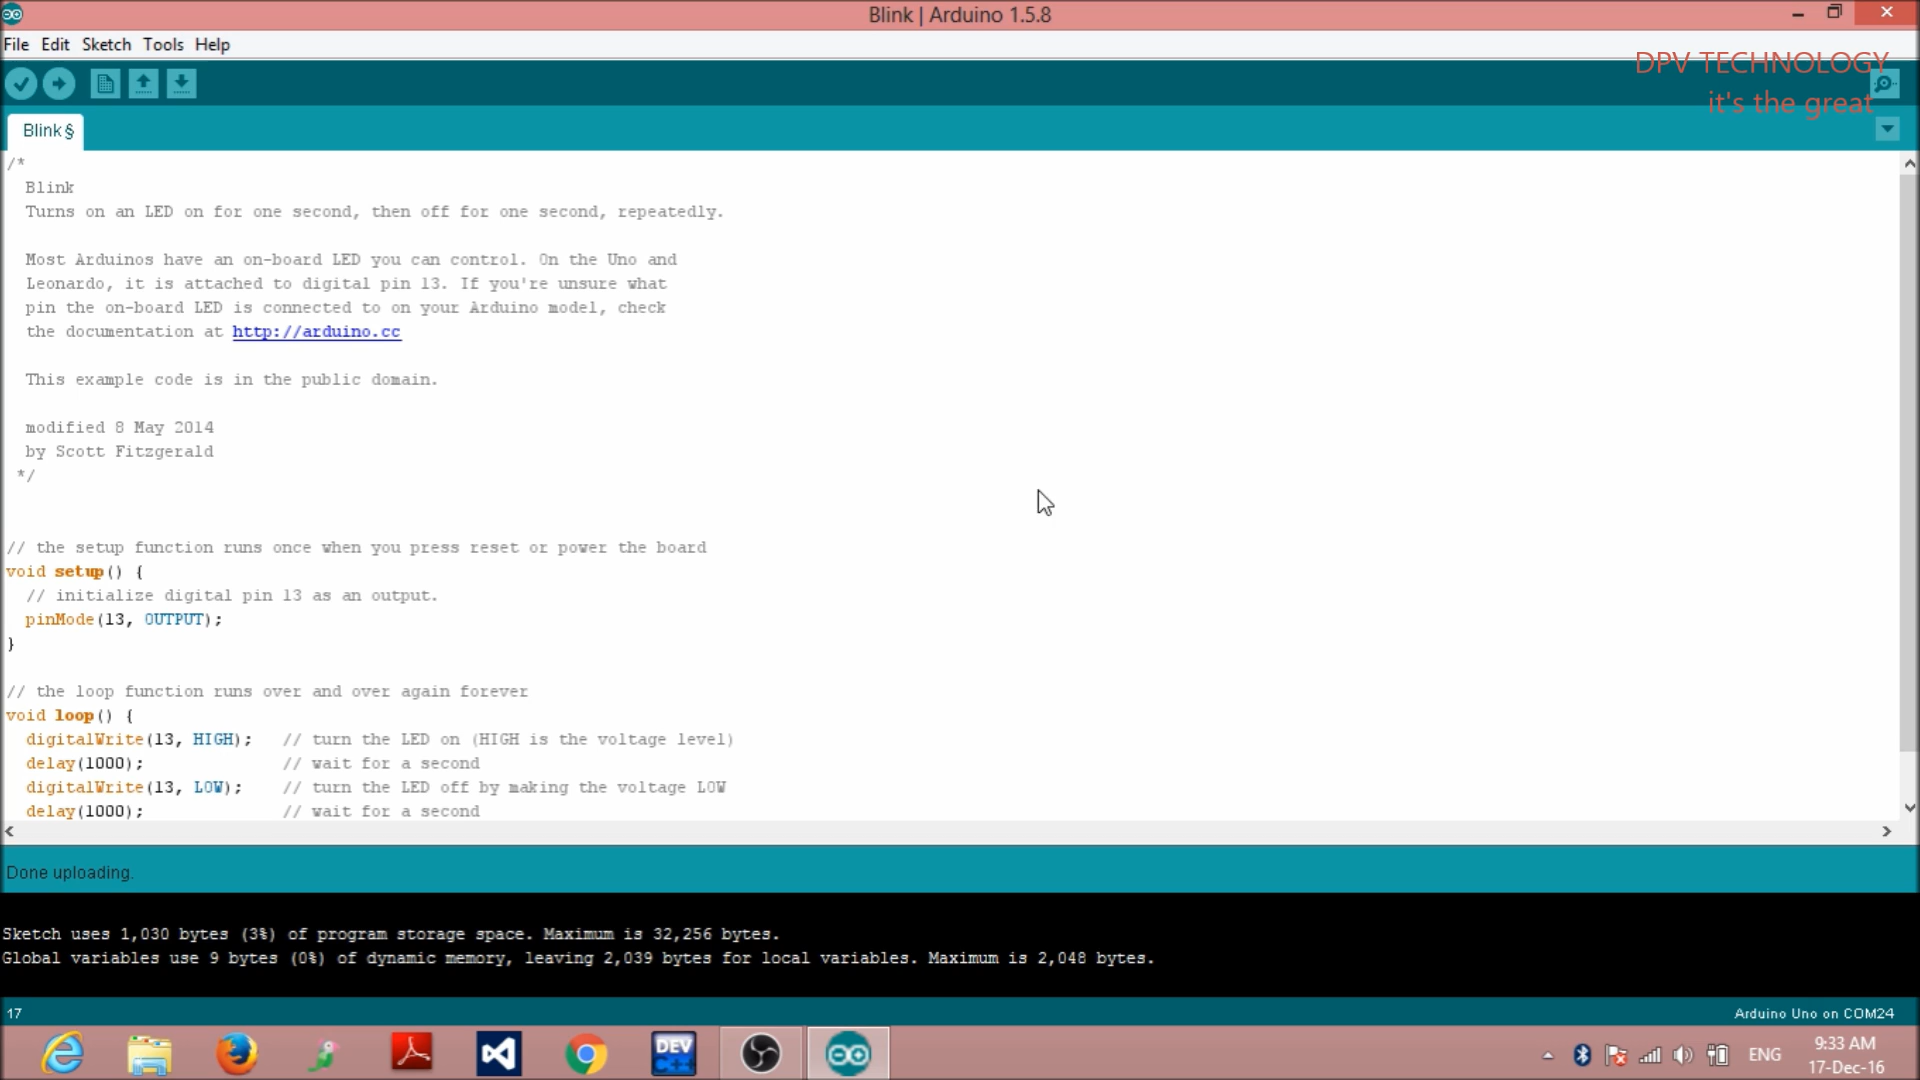 Blink | Arduino 1.5.8
File Edit Sketch Tools Help
DPV TECHNOLOGY
it's the great
Blink §
/*
Blink
Turns on an LED on for one second, then off for one second, repeatedly.
Most Arduinos have an on-board LED you can control. On the Uno and
Leonardo, it is attached to digital pin 13. If you're unsure what
pin the on-board LED is connected to on your Arduino model, check
the documentation at http://arduino.cc
This example code is in the public domain.
modified 8 May 2014
by Scott Fitzgerald
*/
// the setup function runs once when you press reset or power the board
void setup() {
// initialize digital pin 13 as an output.
pinMode(13, OUTPUT);
}
// the loop function runs over and over again forever
void loop() {
digitalWrite(13, HIGH);   // turn the LED on (HIGH is the voltage level)
delay(1000);              // wait for a second
digitalWrite(13, LOW);    // turn the LED off by making the voltage LOW
delay(1000);              // wait for a second
Done uploading.
Sketch uses 1,030 bytes (3%) of program storage space. Maximum is 32,256 bytes.
Global variables use 9 bytes (0%) of dynamic memory, leaving 2,039 bytes for local variables. Maximum is 2,048 bytes.
17
Arduino Uno on COM24
DEV
C++
ENG
9:33 AM
17-Dec-16